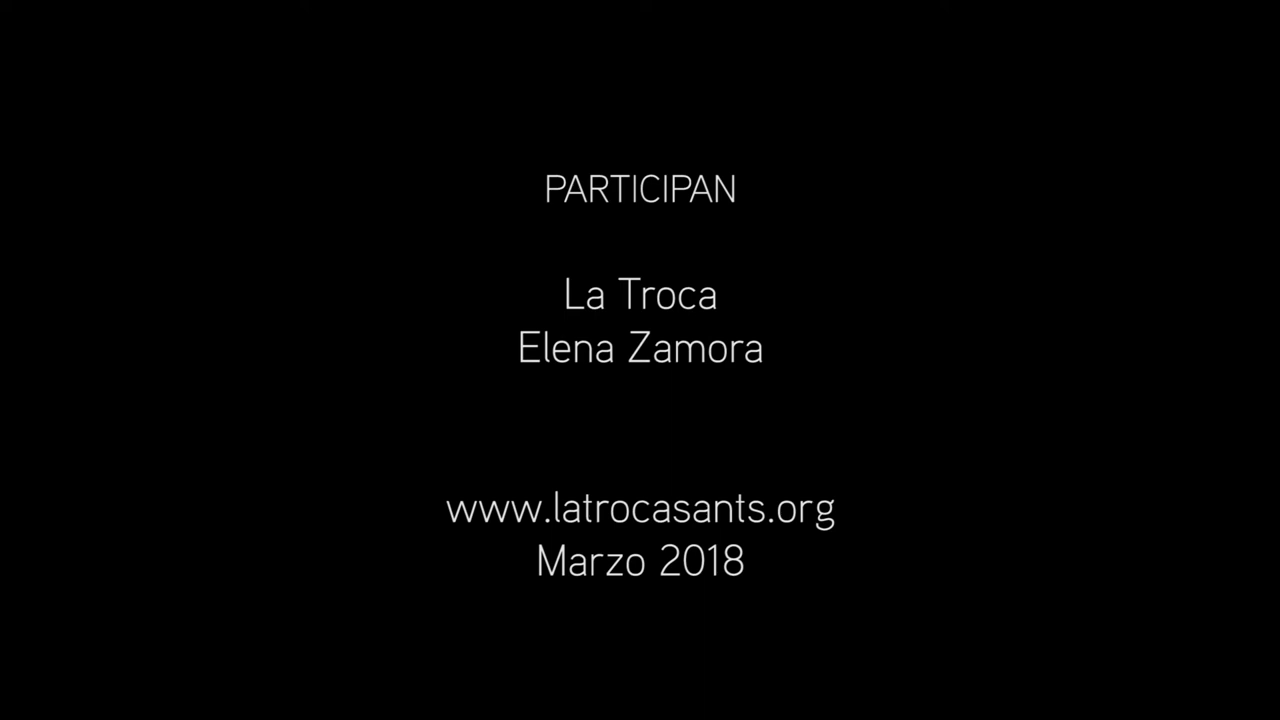 PARTICIPAN
La Troca
Elena Zamora
www.latrocasants.org
Marzo 2018